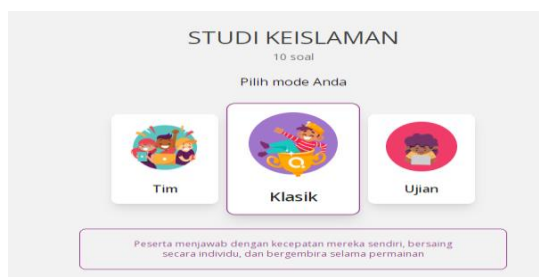 STUDI KEISLAMAN
10 soal
Pilih mode Anda
Tim
Klasik
Ujian
Peserta menjawab dengan kecepatan mereka sendiri, bersaing
secara individu, dan bergembira selama permainan